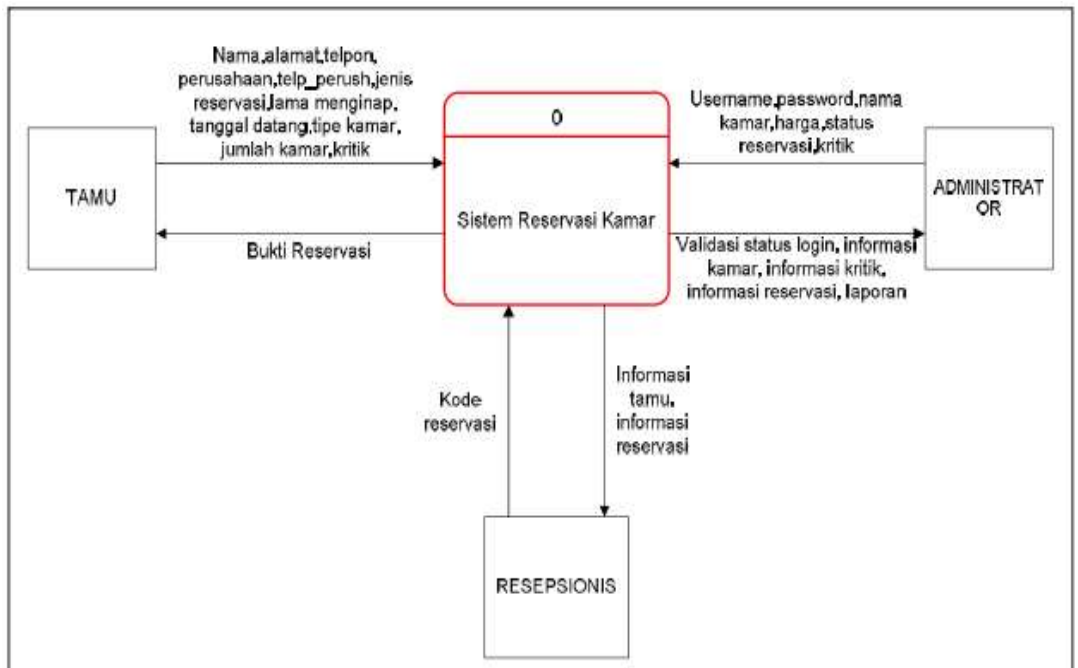 Nama,alamat,telpon,
perusahaan,telp_perush,jenis
reservasi,lama menginap,
tanggal datang,tipe kamar,
jumlah kamar,kritik
TAMU
Bukti Reservasi
0
Sistem Reservasi Kamar
Username,password,nama
kamar,harga,status
reservasi,kritik
ADMINISTRAT
OR
Validasi status login, informasi
kamar, informasi kritik,
informasi reservasi, laporan
Kode
reservasi
Informasi
tamu,
informasi
reservasi
RESEPSIONIS